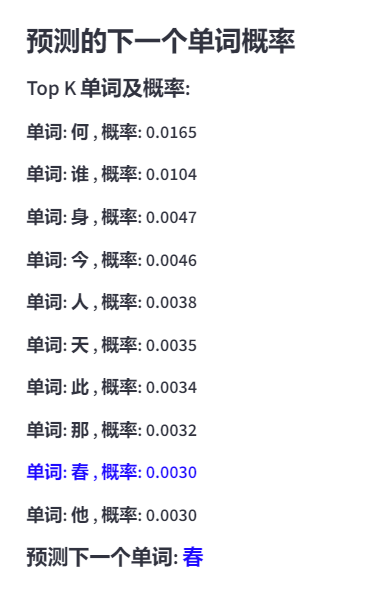 预测的下一个单词概率
Top K 单词及概率:
单词: 何 , 概率: 0.0165
单词: 谁 , 概率: 0.0104
单词: 身 , 概率: 0.0047
单词: 今 , 概率: 0.0046
单词: 人 , 概率: 0.0038
单词: 天 , 概率: 0.0035
单词: 此 , 概率: 0.0034
单词: 那 , 概率: 0.0032
单词: 春 , 概率: 0.0030
单词: 他 , 概率: 0.0030
预测下一个单词: 春